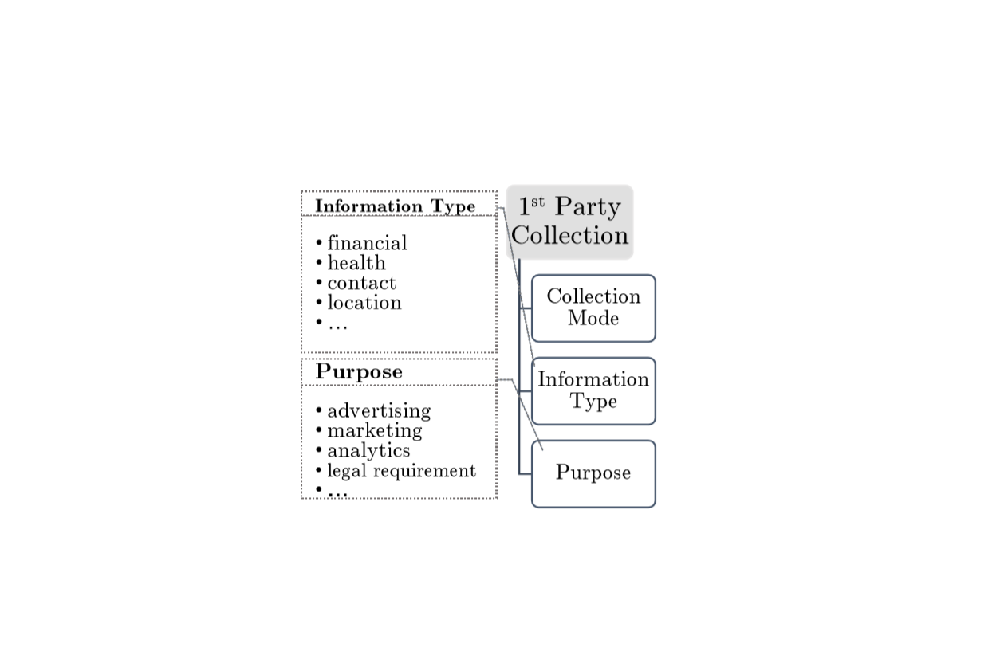 Information Type
• financial
• health
• contact
• location
• ...
Purpose
• advertising
• marketing
• analytics
• legal requirement
• ...
1st Party
Collection
Collection
Mode
Information
Type
Purpose